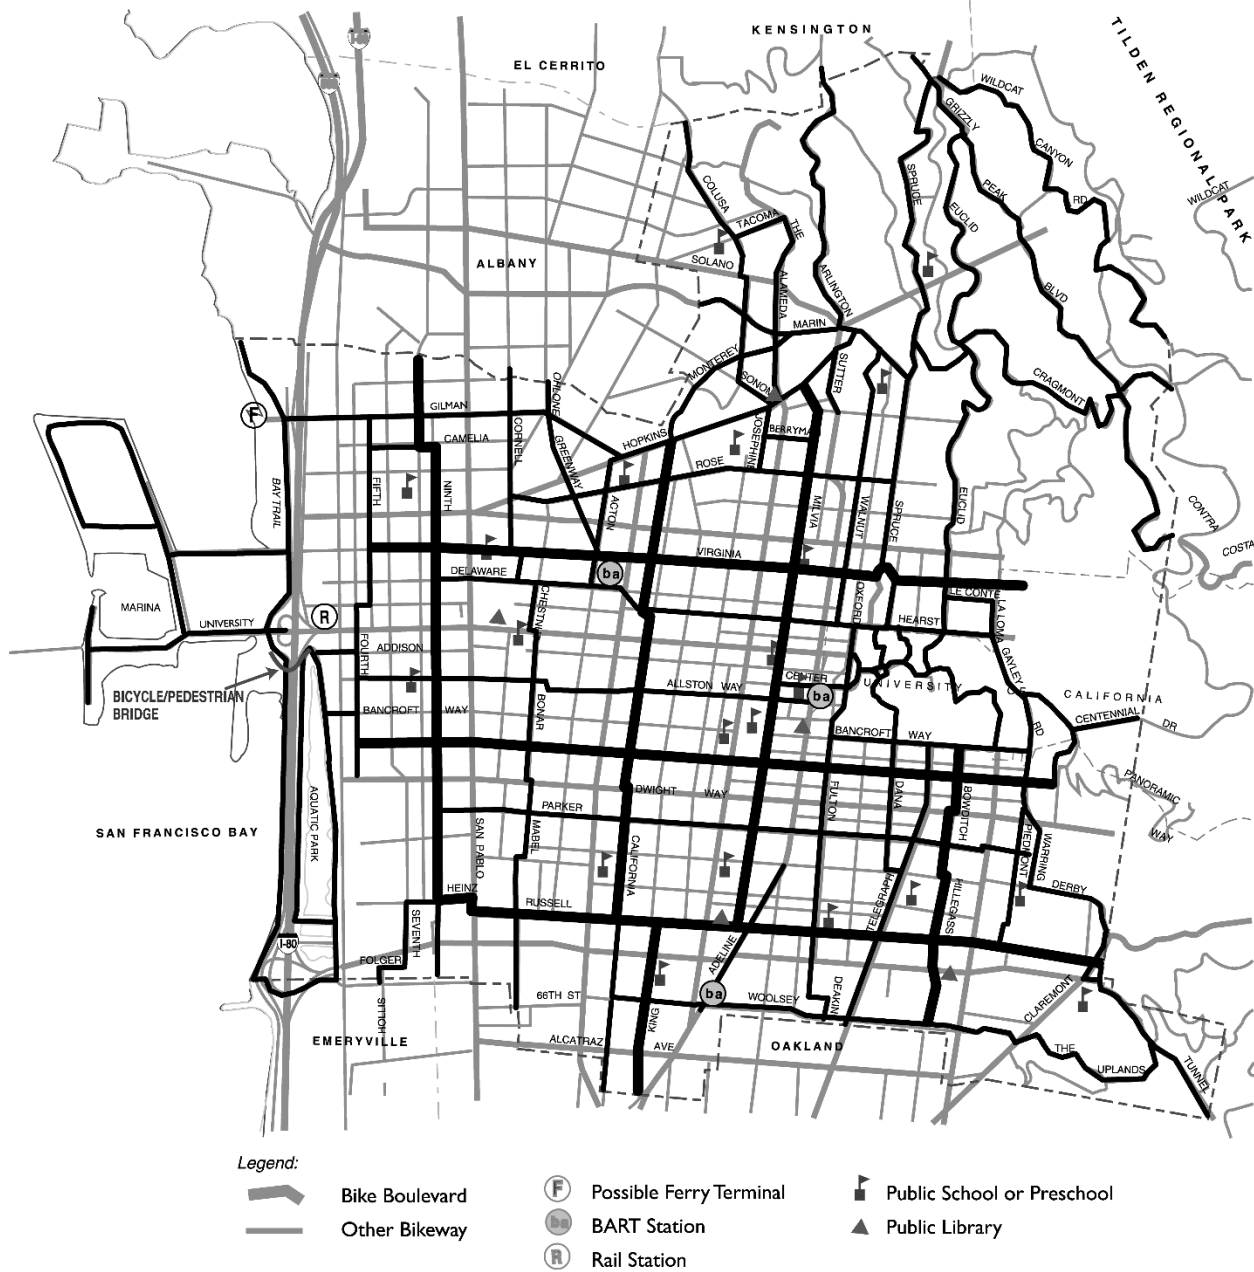 KENSINGTON
EL CERRITO
TILDEN REGIONAL PARK
WILDCAT
CANYON
RD
WILDCAT
GRIZZLY
PEAK
BLVD
SPRUCE
EUCLID
COLUSA
TACOMA
THE
ALAMEDA
SOLANO
ALBANY
ARLINGTON
MARIN
MONTEREY
SONOMA
SUTTER
CRAGMONT
OHLONE
GREENWAY
GILMAN
CAMELIA
CORNELL
HOPKINS
JOSEPHINE
BERRYMA
ROSE
F
BAY TRAIL
FIFTH
NINTH
ACTON
MILVIA
WALNUT
SPRUCE
EUCLID
CONTRA
COSTA
VIRGINIA
DELAWARE
ba
LE CONTE
LA LOMA
OXFORD
HEARST
CHESTNUT
MARINA
UNIVERSITY
R
FOURTH
ADDISON
GAYLEY
RD
BICYCLE/PEDESTRIAN
BRIDGE
ALLSTON WAY
CENTER
ba
UNIVERSITY
CALIFORNIA
CENTENNIAL
DR
BONAR
BANCROFT WAY
BANCROFT WAY
PANORAMIC
WAY
DWIGHT WAY
AQUATIC PARK
PARKER
FULTON
DANA
BOWDITCH
SAN FRANCISCO BAY
SAN PABLO
MABEL
CALIFORNIA
PIEDMONT
WARRING
DERBY
HEINZ
RUSSELL
TELEGRAPH
HILLEGASS
SEVENTH
I-80
FOLGER
ADELINE
HOLLIS
66TH ST
ba
WOOLSEY
DEAKIN
CLAREMONT
KING
EMERYVILLE
ALCATRAZ
AVE
OAKLAND
THE
UPLANDS
TUNNEL
Legend:
Bike Boulevard
Other Bikeway
F Possible Ferry Terminal
ba BART Station
R Rail Station
Public School or Preschool
Public Library